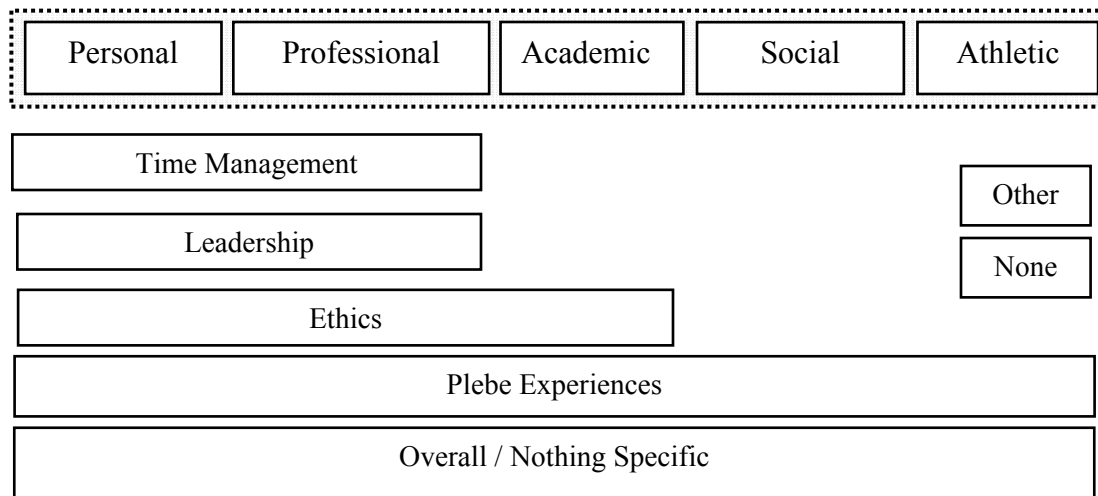 Personal Professional Academic Social Athletic
Time Management
Other
Leadership
None
Ethics
Plebe Experiences
Overall / Nothing Specific